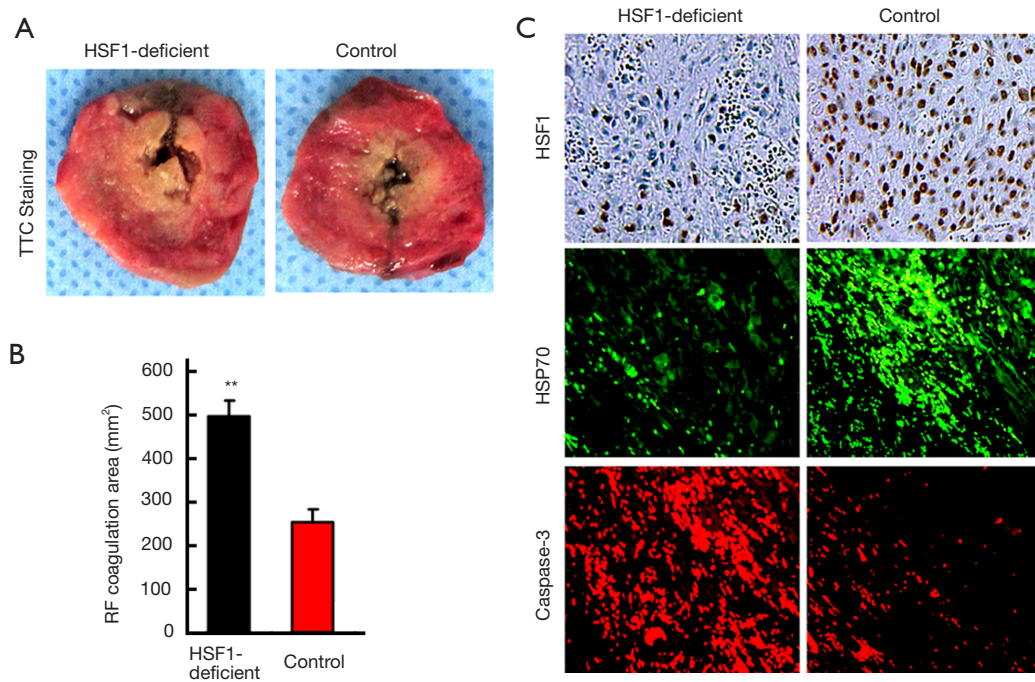 A
HSF1-deficient
Control
TTC Staining
B
RF coagulation area (mm²)
600
500
400
300
200
100
0
**
HSF1-
deficient
Control
C
HSF1-deficient
Control
HSF1
HSP70
Caspase-3